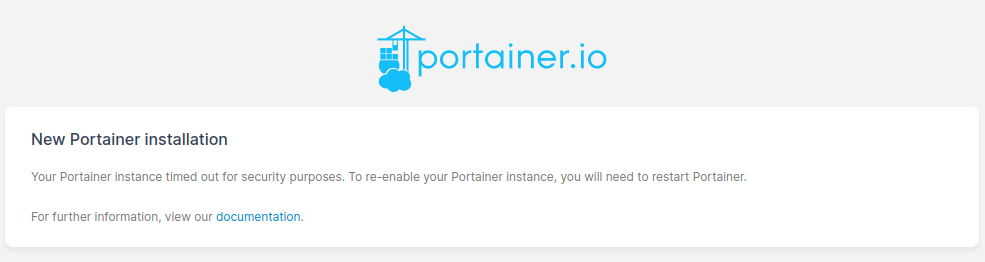 portainer.io
New Portainer installation
Your Portainer instance timed out for security purposes. To re-enable your Portainer instance, you will need to restart Portainer.
For further information, view our documentation.